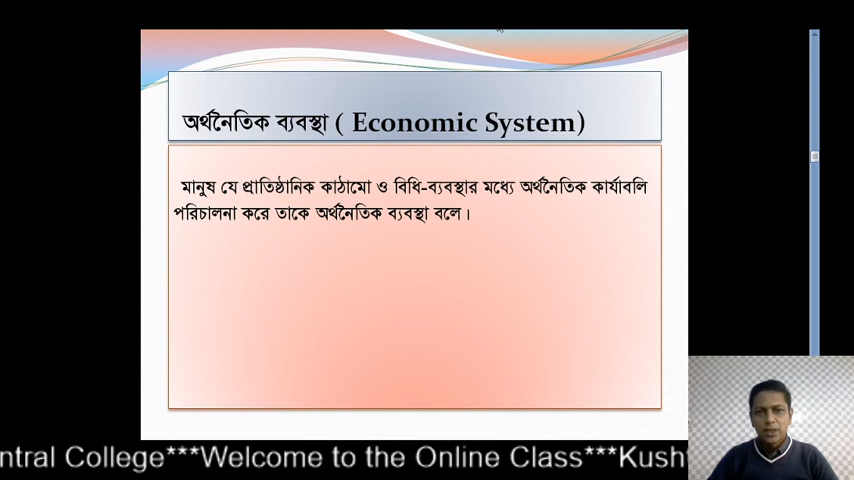 অর্থনৈতিক ব্যবস্থা ( Economic System)
মানুষ যে প্রাতিষ্ঠানিক কাঠামো ও বিধি-ব্যবস্থার মধ্যে অর্থনৈতিক কার্যাবলি
পরিচালনা করে তাকে অর্থনৈতিক ব্যবস্থা বলে।
ntral College***Welcome to the Online Class***Kusht